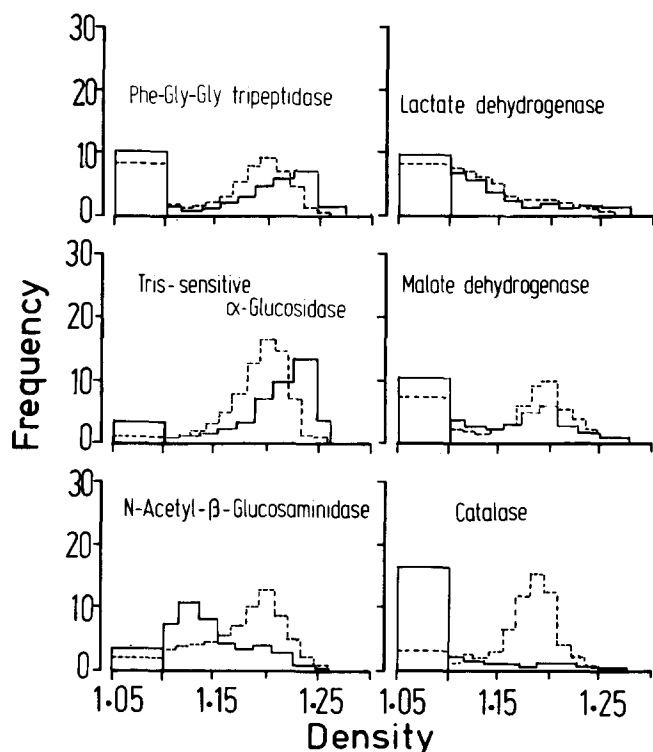 30
20
10
0
Phe-Gly-Gly tripeptidase
Lactate dehydrogenase
30
20
10
0
Tris-sensitive
α-Glucosidase
Malate dehydrogenase
30
20
10
0
N-Acetyl-β-Glucosaminidase
Catalase
Frequency
1·05
1·15
1·25
1·05
1·15
1·25
Density